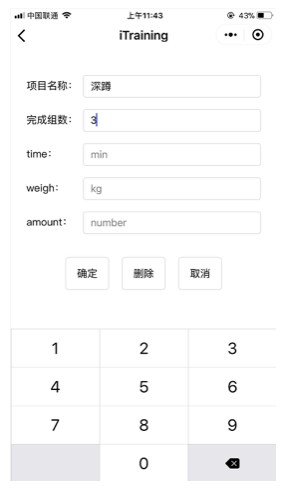 中国联通 上午11:43 43%
iTraining
项目名称： 深蹲
完成组数： 3
time： min
weigh： kg
amount： number
确定 删除 取消
1 2 3
4 5 6
7 8 9
0